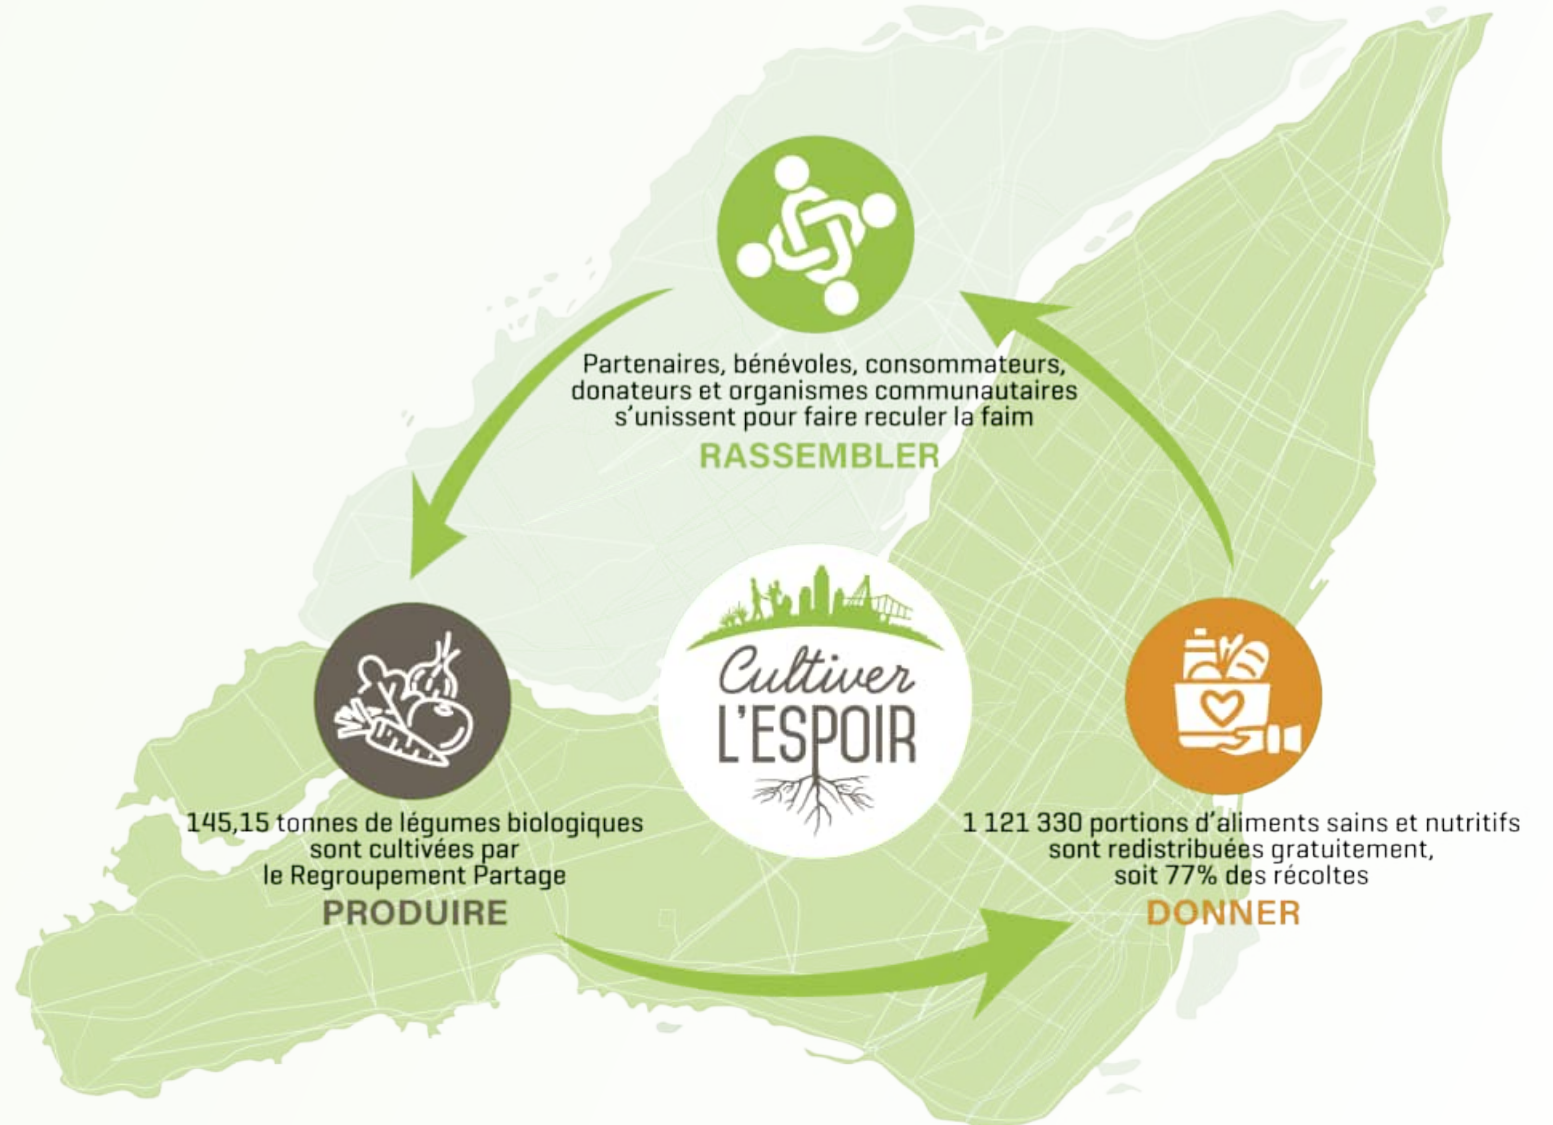 Partenaires, bénévoles, consommateurs,
donateurs et organismes communautaires
s'unissent pour faire reculer la faim
RASSEMBLER
Cultiver
L'ESPOIR
145,15 tonnes de légumes biologiques
sont cultivées par
le Regroupement Partage
PRODUIRE
1 121 330 portions d'aliments sains et nutritifs
sont redistribuées gratuitement,
soit 77% des récoltes
DONNER